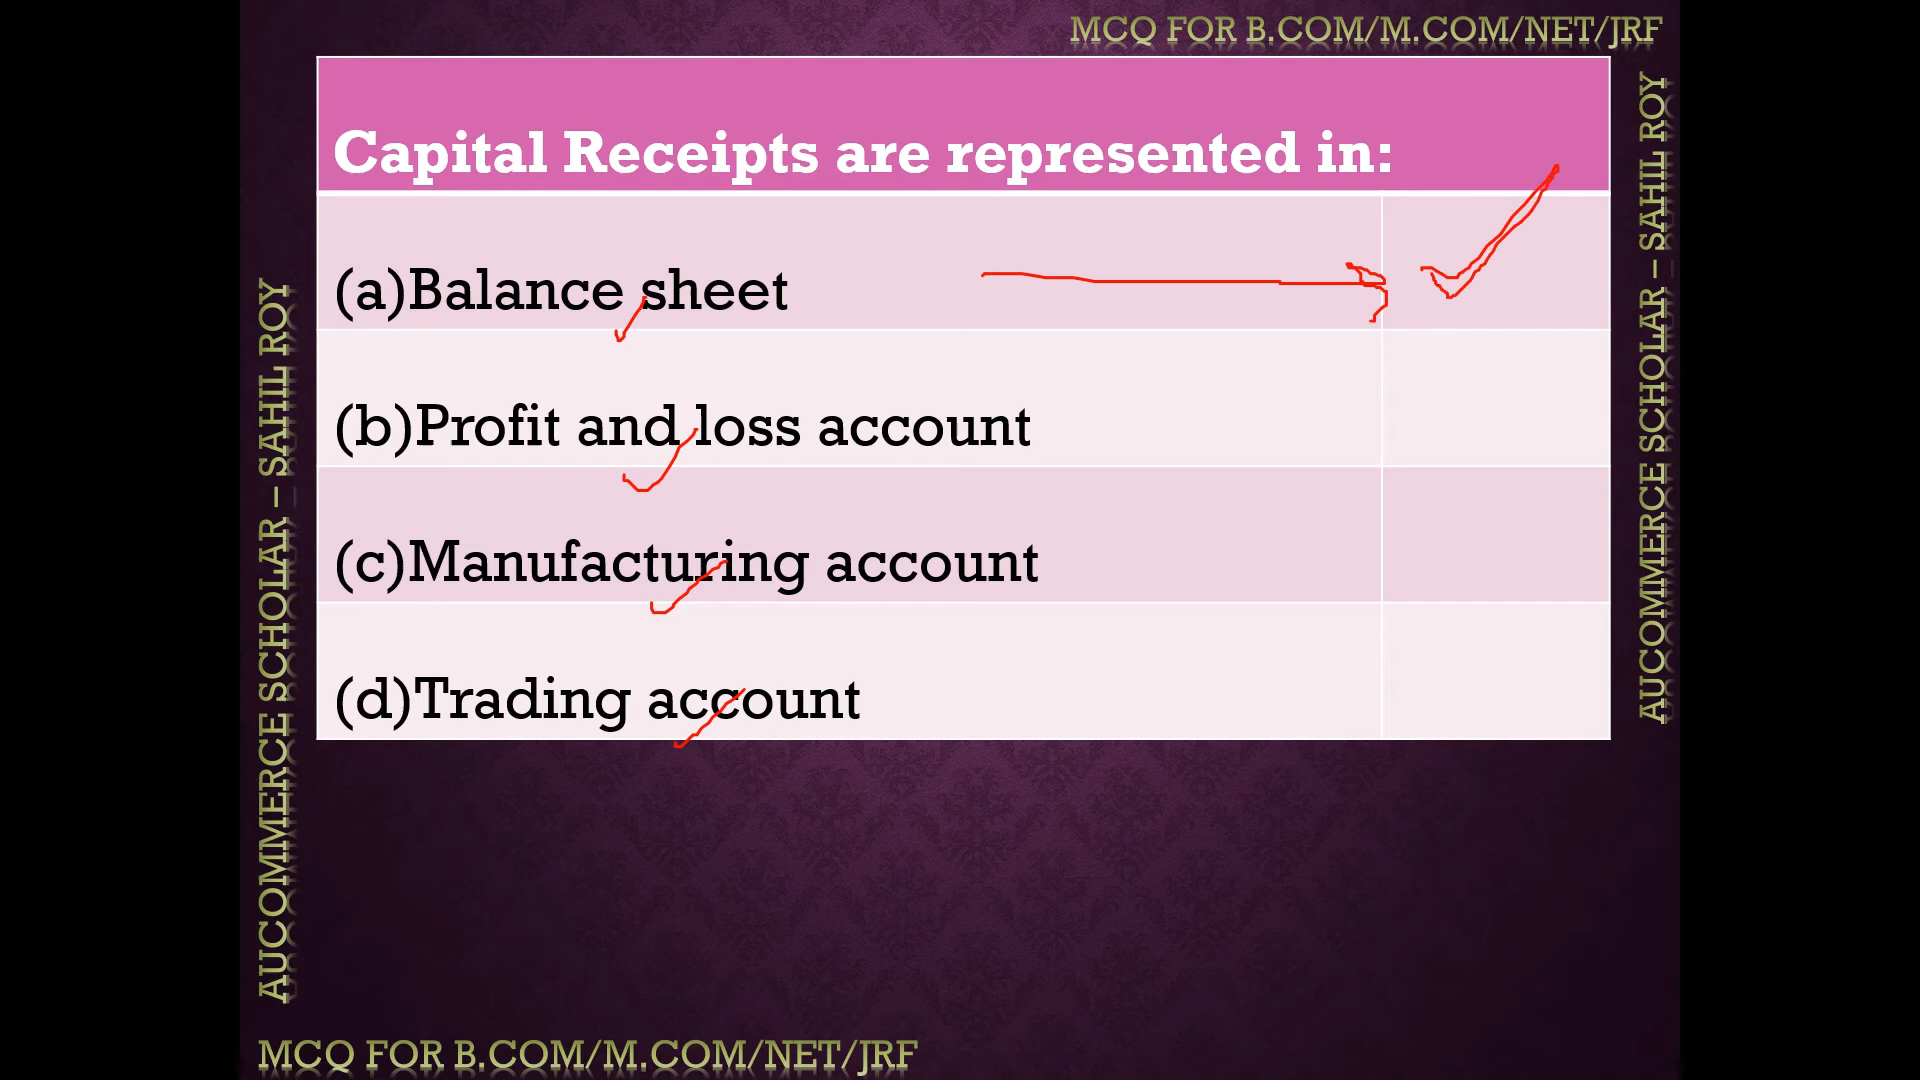 MCQ FOR B.COM/M.COM/NET/JRF
Capital Receipts are represented in:
(a)Balance sheet
(b)Profit and loss account
(c)Manufacturing account
(d)Trading account
AUCOMMERCE SCHOLAR – SAHIL ROY
AUCOMMERCE SCHOLAR – SAHIL ROY
MCQ FOR B.COM/M.COM/NET/JRF